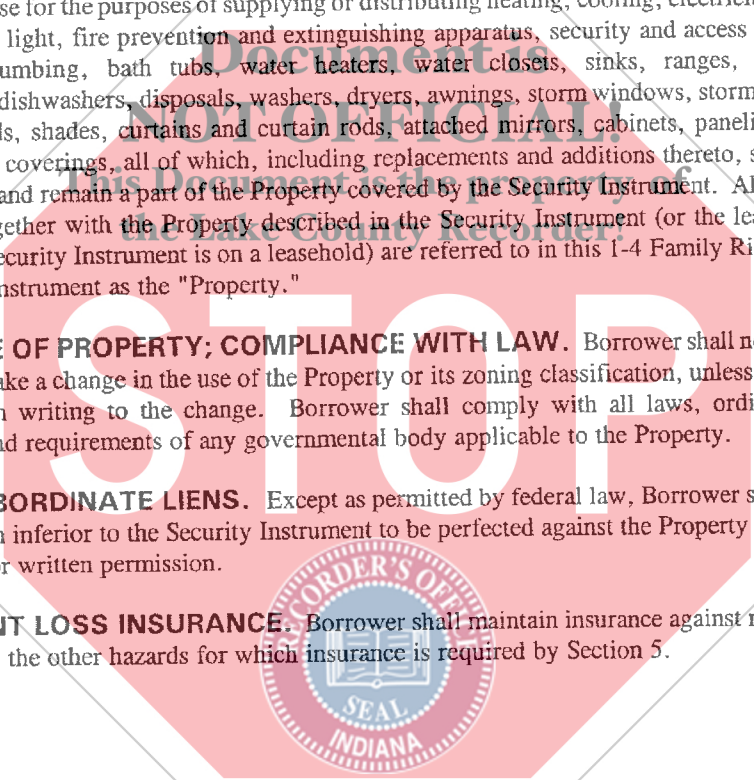 se for the purposes of supplying or distributing heating, cooling,
light, fire prevention and extinguishing apparatus, security and access
umbing, bath tubs, water heaters, water closets, sinks, ranges,
dishwashers, disposals, washers, dryers, awnings, storm windows, storm
ls, shades, curtains and curtain rods, attached mirrors, cabinets, paneli
coverings, all of which, including replacements and additions thereto, s
and remain a part of the Property covered by the Security Instrument. Al
gether with the Property described in the Security Instrument (or the lea
ecurity Instrument is on a leasehold) are referred to in this 1-4 Family Ri
nstrument as the "Property."
E OF PROPERTY; COMPLIANCE WITH LAW. Borrower shall n
ake a change in the use of the Property or its zoning classification, unless
n writing to the change. Borrower shall comply with all laws, ordi
nd requirements of any governmental body applicable to the Property.
BORDINATE LIENS. Except as permitted by federal law, Borrower s
n inferior to the Security Instrument to be perfected against the Property
r written permission.
NT LOSS INSURANCE. Borrower shall maintain insurance against r
the other hazards for which insurance is required by Section 5.
Document is
NOT OFFICIAL!
This Document is the property of
the Lake County Recorder!
STOP
RECORDER'S OFFICE
SEAL
INDIANA